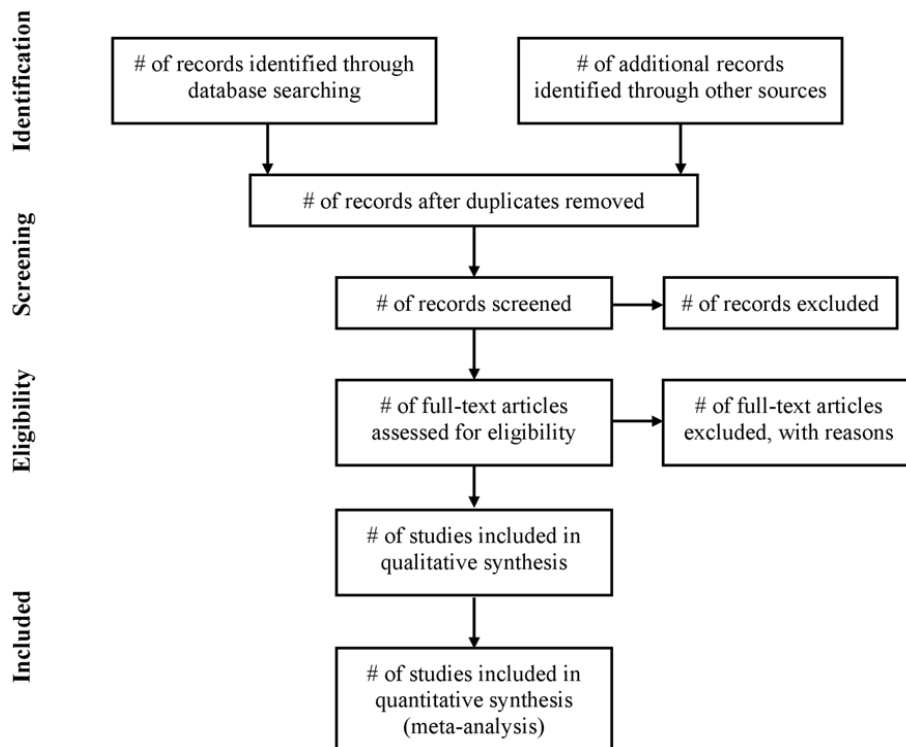 Identification
# of records identified through
database searching
# of additional records
identified through other sources
# of records after duplicates removed
Screening
# of records screened
# of records excluded
Eligibility
# of full-text articles
assessed for eligibility
# of full-text articles
excluded, with reasons
# of studies included in
qualitative synthesis
Included
# of studies included in
quantitative synthesis
(meta-analysis)